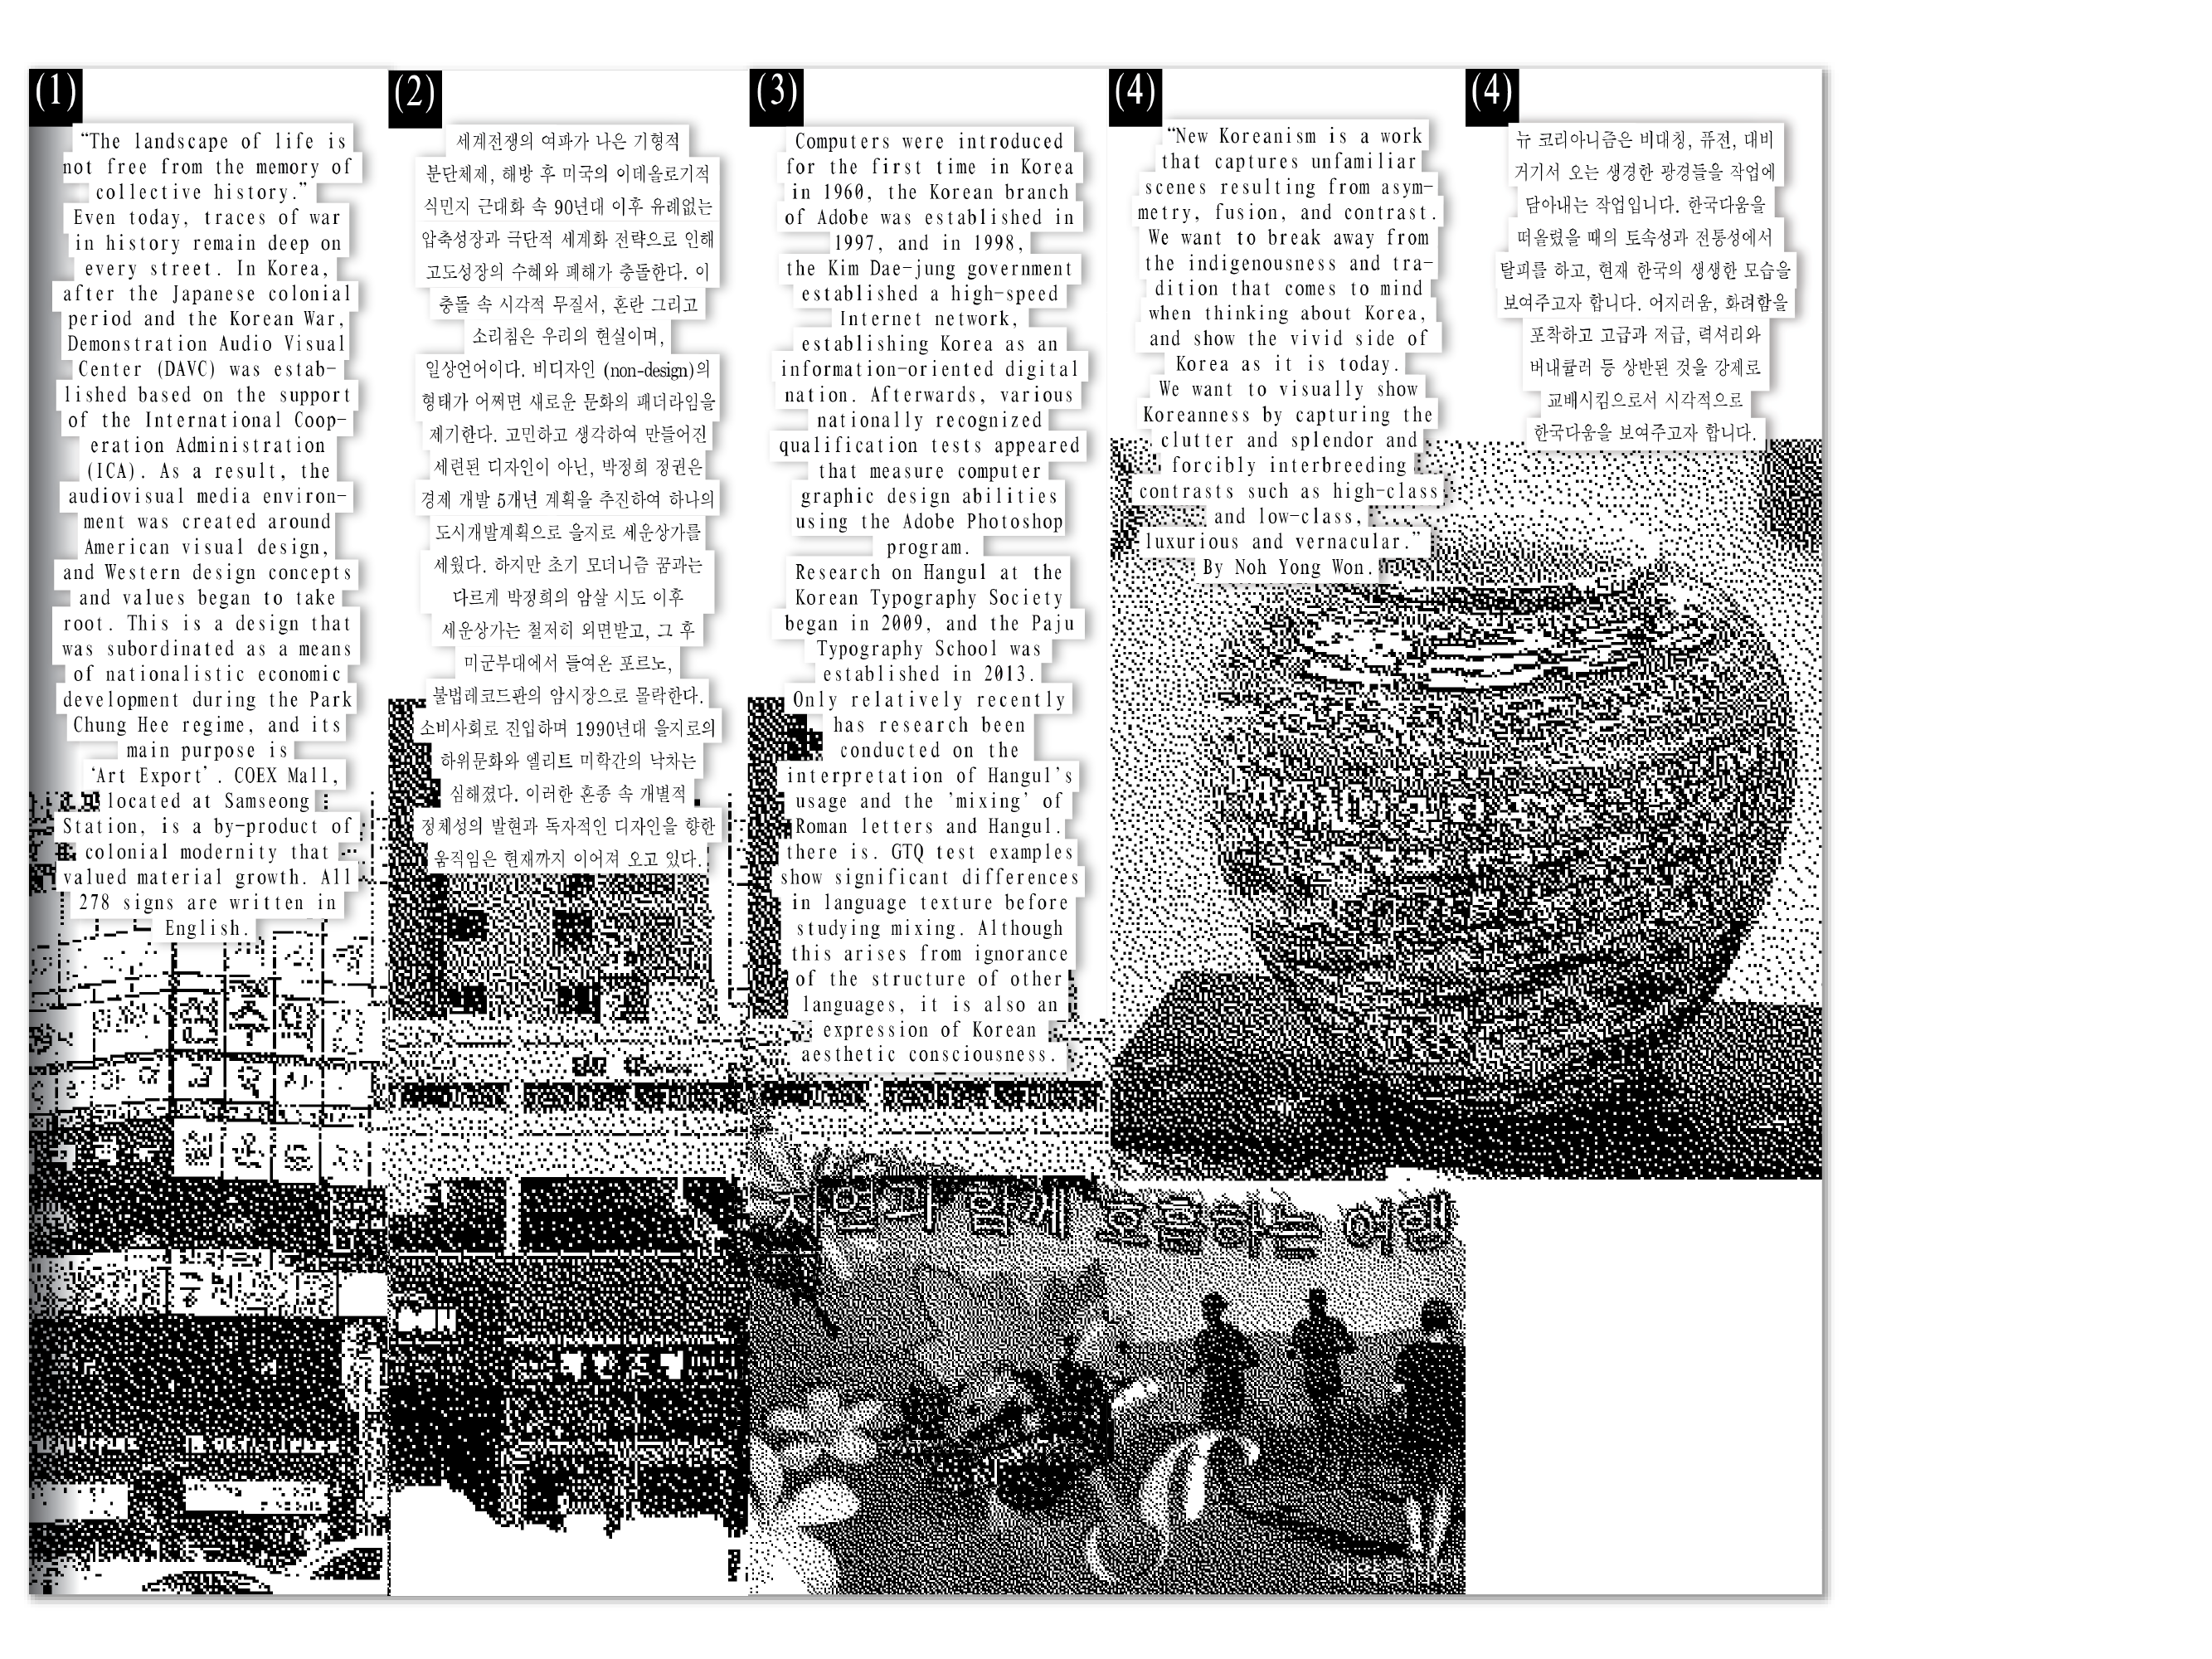 (1)
“The landscape of life is
not free from the memory of
collective history.”
Even today, traces of war
in history remain deep on
every street. In Korea,
after the Japanese colonial
period and the Korean War,
Demonstration Audio Visual
Center (DAVC) was estab-
lished based on the support
of the International Coop-
eration Administration
(ICA). As a result, the
audiovisual media environ-
ment was created around
American visual design,
and Western design concepts
and values began to take
root. This is a design that
was subordinated as a means
of nationalistic economic
development during the Park
Chung Hee regime, and its
main purpose is
‘Art Export’. COEX Mall,
located at Samseong
Station, is a by-product of
colonial modernity that
valued material growth. All
278 signs are written in
English.
(2)
세계전쟁의 여파가 나은 기형적
분단체제, 해방 후 미국의 이데올로기적
식민지 근대화 속 90년대 이후 유례없는
압축성장과 극단적 세계화 전략으로 인해
고도성장의 수혜와 폐해가 충돌한다. 이
충돌 속 시각적 무질서, 혼란 그리고
소리침은 우리의 현실이며,
일상언어이다. 비디자인 (non-design)의
형태가 어쩌면 새로운 문화의 패더라임을
제기한다. 고민하고 생각하여 만들어진
세련된 디자인이 아닌, 박정희 정권은
경제 개발 5개년 계획을 추진하여 하나의
도시개발계획으로 을지로 세운상가를
세웠다. 하지만 초기 모더니즘 꿈과는
다르게 박정희의 암살 시도 이후
세운상가는 철저히 외면받고, 그 후
미군부대에서 들여온 포르노,
불법레코드판의 암시장으로 몰락한다.
소비사회로 진입하며 1990년대 을지로의
하위문화와 엘리트 미학간의 낙차는
심해졌다. 이러한 혼종 속 개별적
정체성의 발현과 독자적인 디자인을 향한
움직임은 현재까지 이어져 오고 있다.
(3)
Computers were introduced
for the first time in Korea
in 1960, the Korean branch
of Adobe was established in
1997, and in 1998,
the Kim Dae-jung government
established a high-speed
Internet network,
establishing Korea as an
information-oriented digital
nation. Afterwards, various
nationally recognized
qualification tests appeared
that measure computer
graphic design abilities
using the Adobe Photoshop
program.
Research on Hangul at the
Korean Typography Society
began in 2009, and the Paju
Typography School was
established in 2013.
Only relatively recently
has research been
conducted on the
interpretation of Hangul's
usage and the 'mixing' of
Roman letters and Hangul.
there is. GTQ test examples
show significant differences
in language texture before
studying mixing. Although
this arises from ignorance
of the structure of other
languages, it is also an
expression of Korean
aesthetic consciousness.
(4)
“New Koreanism is a work
that captures unfamiliar
scenes resulting from asym-
metry, fusion, and contrast.
We want to break away from
the indigenousness and tra-
dition that comes to mind
when thinking about Korea,
and show the vivid side of
Korea as it is today.
We want to visually show
Koreanness by capturing the
clutter and splendor and
forcibly interbreeding
contrasts such as high-class
and low-class,
luxurious and vernacular.”
By Noh Yong Won.
(4)
뉴 코리아니즘은 비대칭, 퓨전, 대비
거기서 오는 생경한 광경들을 작업에
담아내는 작업입니다. 한국다움을
떠올렸을 때의 토속성과 전통성에서
탈피를 하고, 현재 한국의 생생한 모습을
보여주고자 합니다. 어지러움, 화려함을
포착하고 고급과 저급, 럭셔리와
버내큘러 등 상반된 것을 강제로
교배시킴으로서 시각적으로
한국다움을 보여주고자 합니다.
자연과 함께 호흡하는 여행